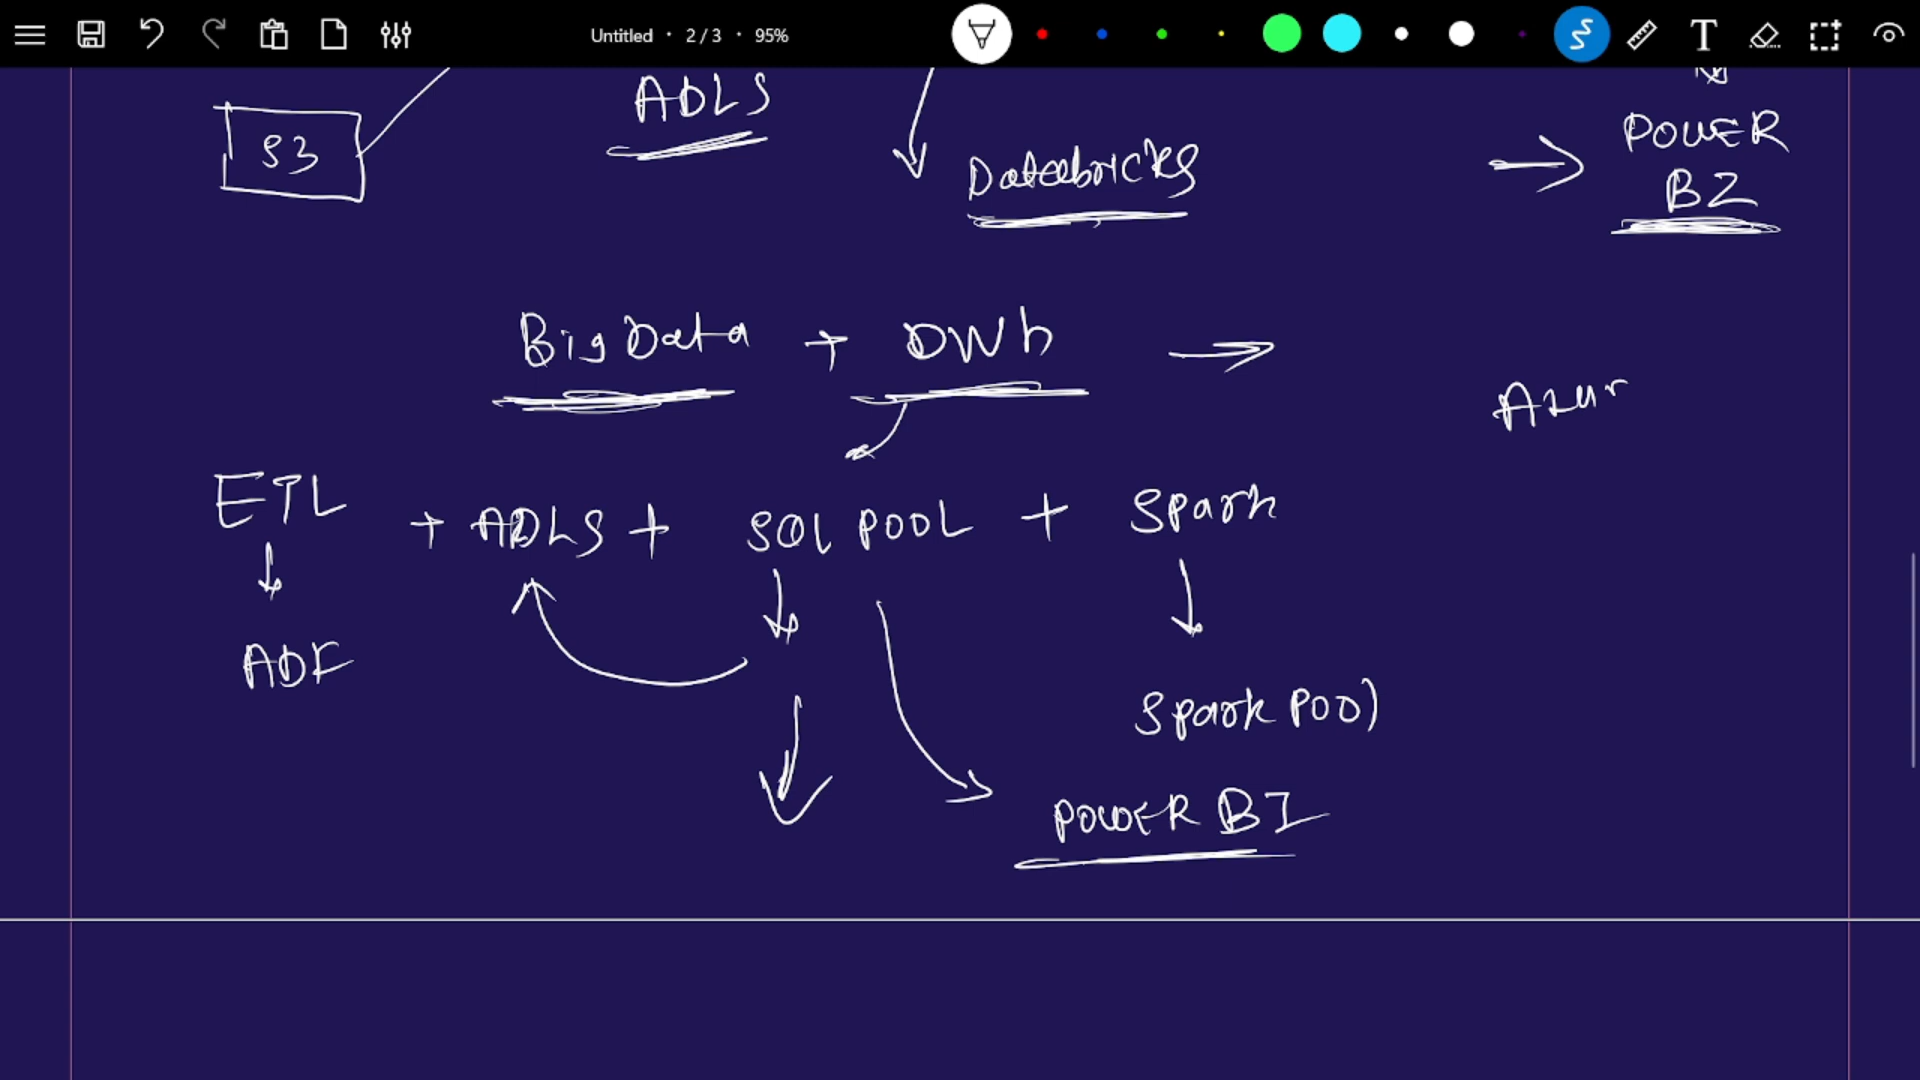 Untitled • 2 / 3 • 95%
ADLS
S3
Databricks
POWER
BI
Big Data + DWh
Azur
ETL + ADLS + SQL POOL + Spark
ADF
Spark Pool
POWER BI